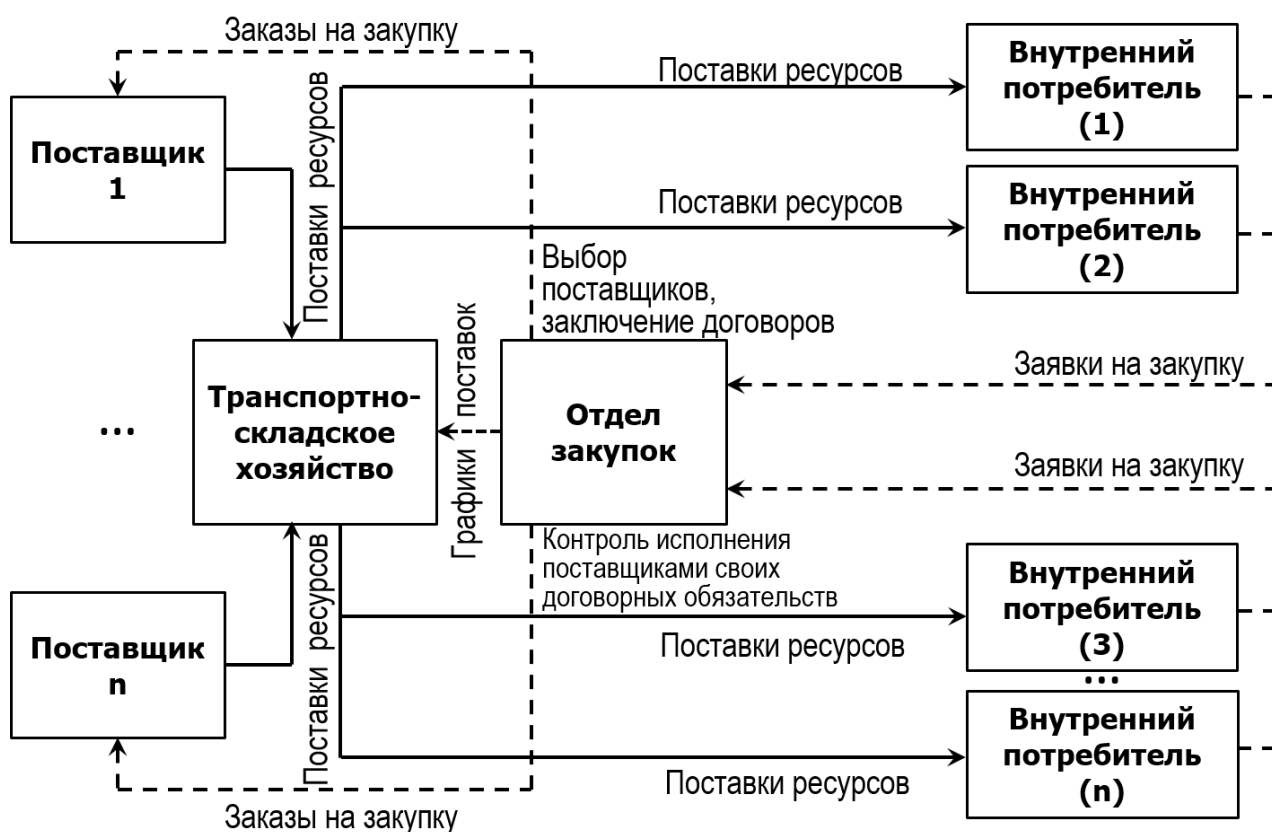 Заказы на закупку
Поставщик
1
Поставки ресурсов
Поставки ресурсов
Внутренний
потребитель
(1)
Поставки ресурсов
Внутренний
потребитель
(2)
Выбор
поставщиков,
заключение договоров
Транспортно-
складское
хозяйство
Графики поставок
Отдел
закупок
Заявки на закупку
Заявки на закупку
...
Контроль исполнения
поставщиками своих
договорных обязательств
Поставщик
n
Поставки ресурсов
Поставки ресурсов
Внутренний
потребитель
(3)
...
Поставки ресурсов
Внутренний
потребитель
(n)
Заказы на закупку